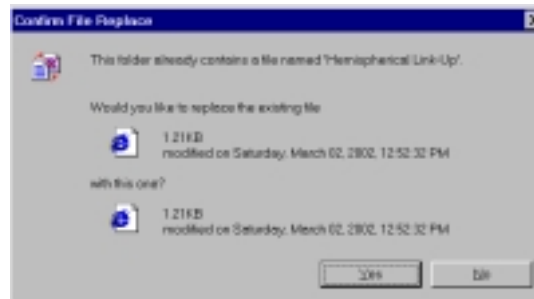 Confirm File Replace
This folder already contains a file named 'Hemispherical Link-Up'.
Would you like to replace the existing file
1.21KB
modified on Saturday, March 02, 2002, 12:52:32 PM
with this one?
1.21KB
modified on Saturday, March 02, 2002, 12:52:32 PM
Yes
No